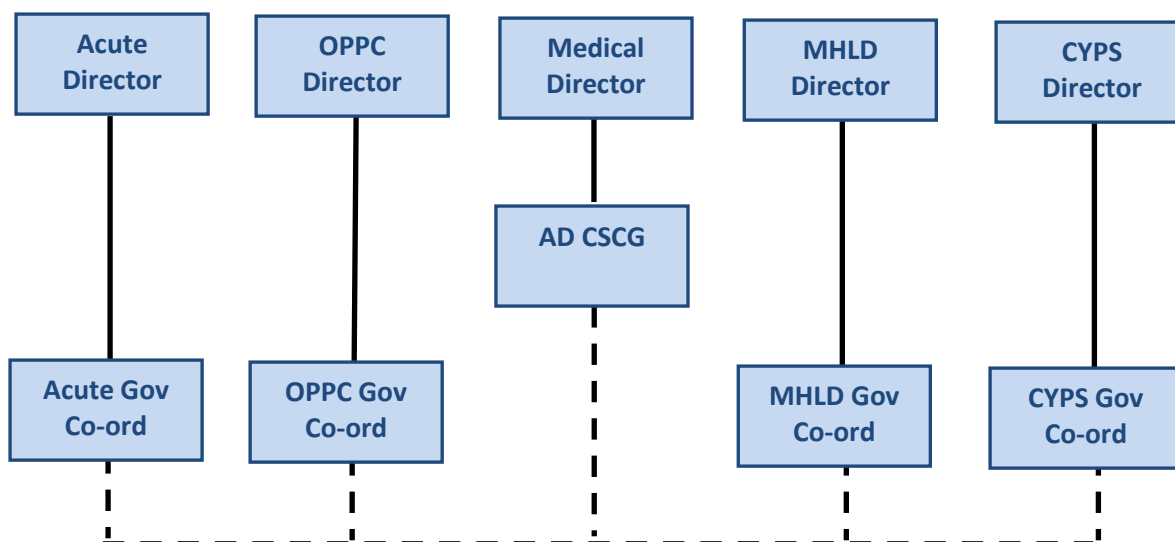 Acute
Director
OPPC
Director
Medical
Director
MHLD
Director
CYPS
Director
AD CSCG
Acute Gov
Co-ord
OPPC Gov
Co-ord
MHLD Gov
Co-ord
CYPS Gov
Co-ord